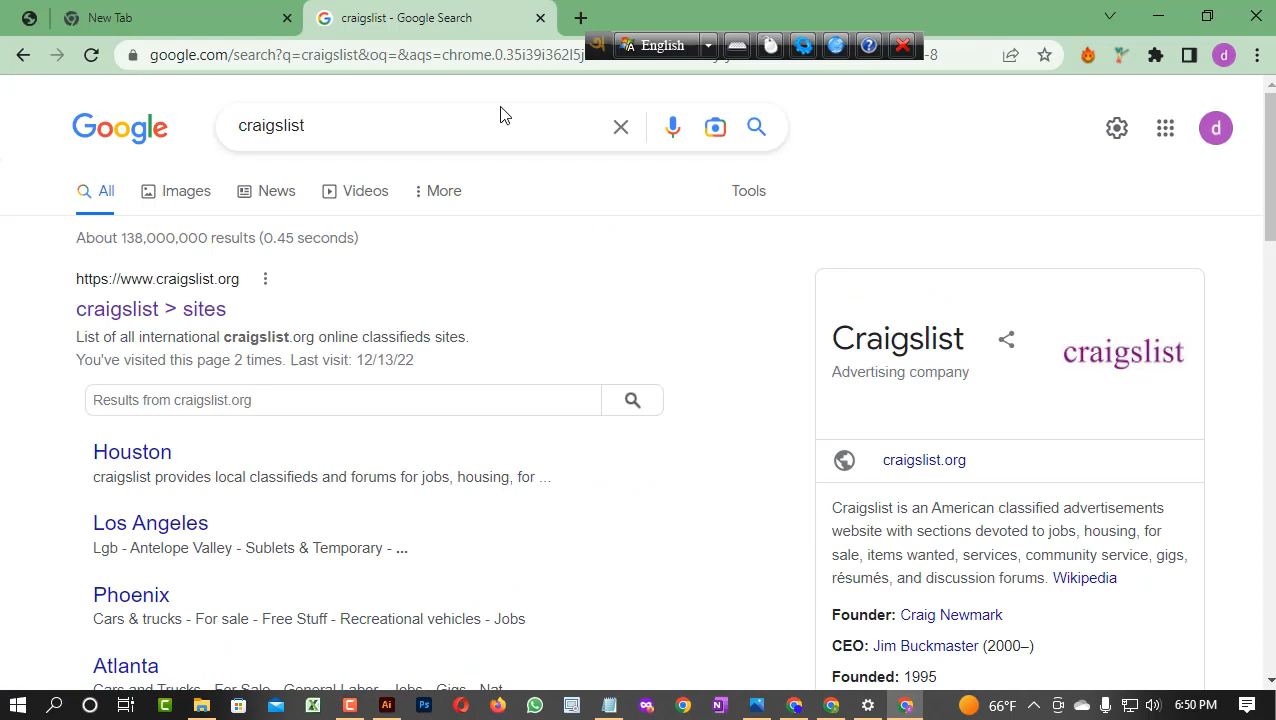 New Tab
craigslist - Google Search
google.com/search?q=craigslist&oq=&aqs=chrome.0.35i39i362l5j
English
-8
d
Google
craigslist
d
All
Images
News
Videos
More
Tools
About 138,000,000 results (0.45 seconds)
https://www.craigslist.org
craigslist > sites
List of all international craigslist.org online classifieds sites.
You've visited this page 2 times. Last visit: 12/13/22
Results from craigslist.org
Houston
craigslist provides local classifieds and forums for jobs, housing, for ...
Los Angeles
Lgb - Antelope Valley - Sublets & Temporary - ...
Phoenix
Cars & trucks - For sale - Free Stuff - Recreational vehicles - Jobs
Atlanta
Cars and Trucks - For Sale - General Labor - Jobs - Gigs - Nat
Craigslist
Advertising company
craigslist
craigslist.org
Craigslist is an American classified advertisements
website with sections devoted to jobs, housing, for
sale, items wanted, services, community service, gigs,
résumés, and discussion forums. Wikipedia
Founder: Craig Newmark
CEO: Jim Buckmaster (2000–)
Founded: 1995
66°F
6:50 PM